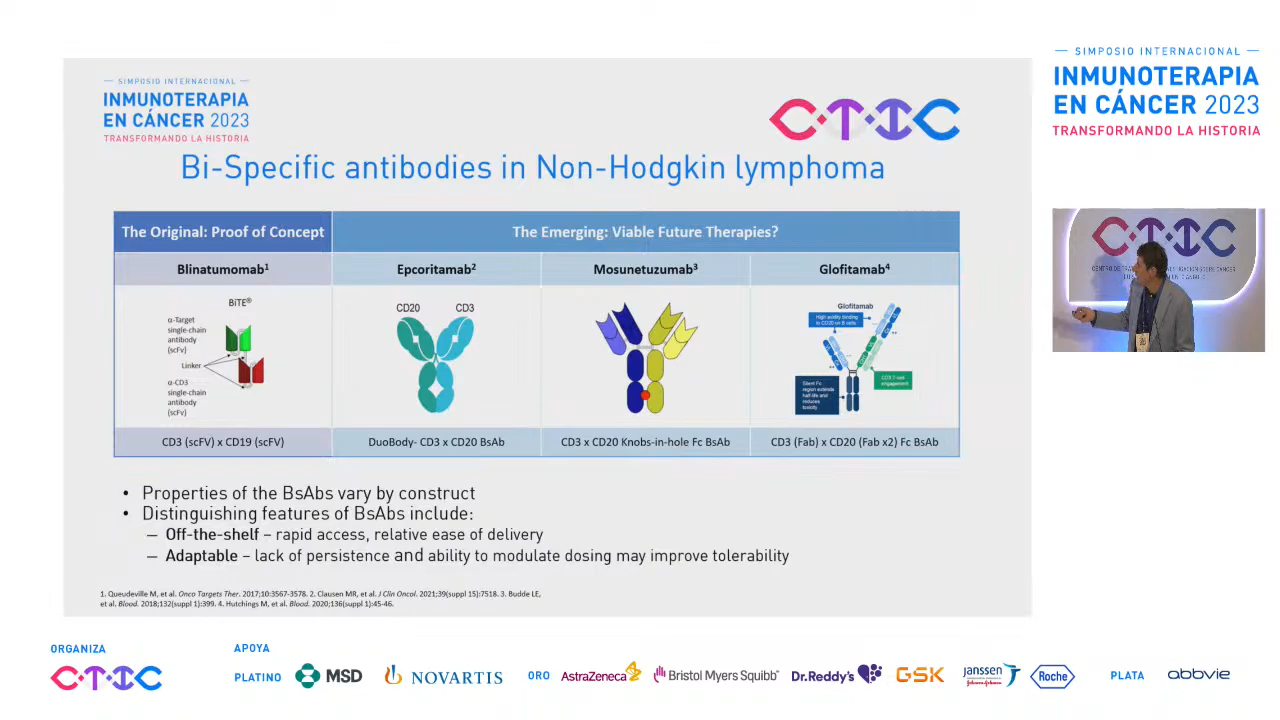 — SIMPOSIO INTERNACIONAL —
INMUNOTERAPIA
EN CÁNCER 2023
TRANSFORMANDO LA HISTORIA
CTIC
Bi-Specific antibodies in Non-Hodgkin lymphoma
The Original: Proof of Concept
The Emerging: Viable Future Therapies?
Blinatumomab¹
Epcoritamab²
Mosunetuzumab³
Glofitamab⁴
BiTE®
α-Target
single-chain
antibody
(scFv)
Linker
α-CD3
single-chain
antibody
(scFv)
CD20
CD3
Glofitamab
High avidity binding
to CD20 on B cells
CD3 T-cell
engagement
Silent Fc
region extends
half life and
reduces
toxicity
CD3 (scFV) x CD19 (scFV)
DuoBody- CD3 x CD20 BsAb
CD3 x CD20 Knobs-in-hole Fc BsAb
CD3 (Fab) x CD20 (Fab x2) Fc BsAb
• Properties of the BsAbs vary by construct
• Distinguishing features of BsAbs include:
– Off-the-shelf – rapid access, relative ease of delivery
– Adaptable – lack of persistence and ability to modulate dosing may improve tolerability
1. Queudeville M, et al. Onco Targets Ther. 2017;10:3567-3578. 2. Clausen MR, et al. J Clin Oncol. 2021;39(suppl 15):7518. 3. Budde LE,
et al. Blood. 2018;132(suppl 1):399. 4. Hutchings M, et al. Blood. 2020;136(suppl 1):45-46.
— SIMPOSIO INTERNACIONAL —
INMUNOTERAPIA
EN CÁNCER 2023
TRANSFORMANDO LA HISTORIA
CTIC
ORGANIZA
CTIC
APOYA
PLATINO
MSD
NOVARTIS
ORO
AstraZeneca
Bristol Myers Squibb™
Dr.Reddy's
GSK
Janssen
Johnson&Johnson
Roche
PLATA
abbvie